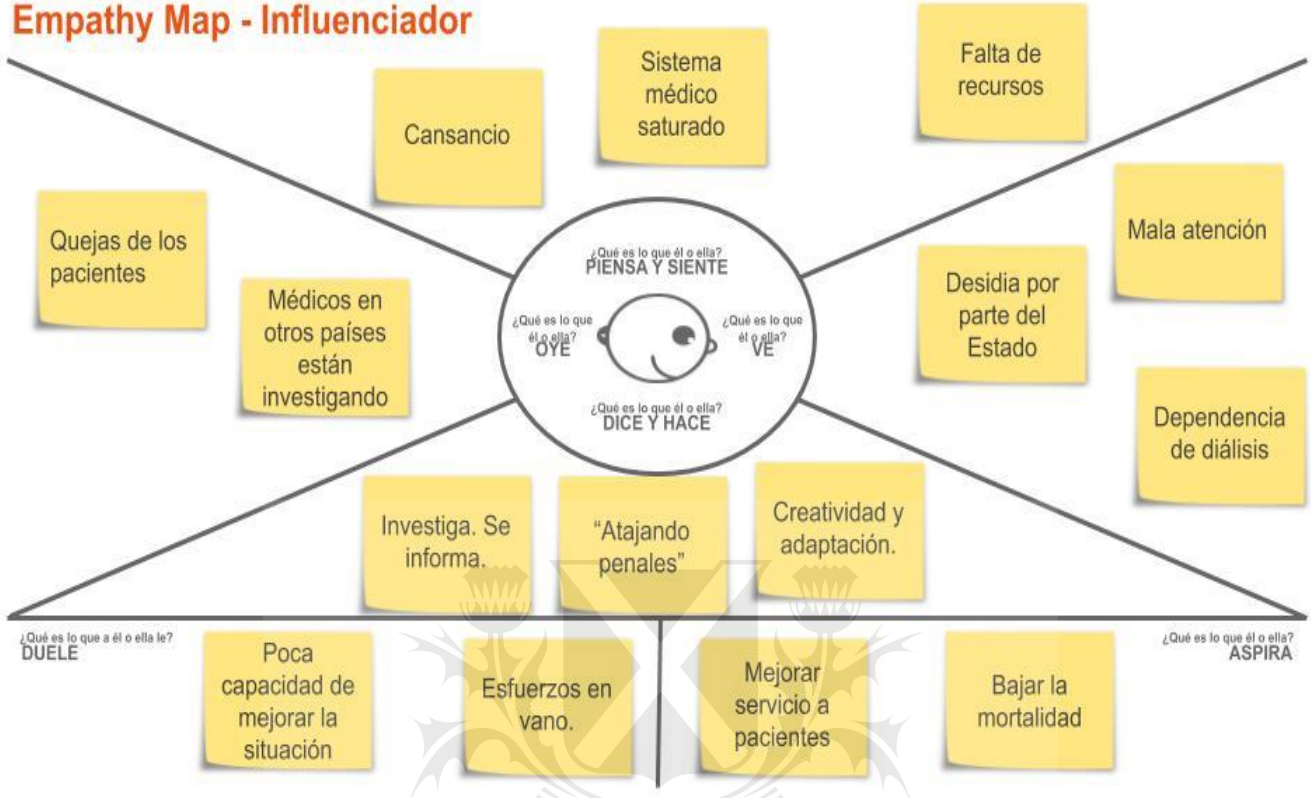 Empathy Map - Influenciador
Cansancio
Sistema
médico
saturado
Falta de
recursos
Quejas de los
pacientes
Médicos en
otros países
están
investigando
¿Qué es lo que él o ella?
PIENSA Y SIENTE
¿Qué es lo que
él o ella?
OYE
¿Qué es lo que
él o ella?
VE
¿Qué es lo que él o ella?
DICE Y HACE
Mala atención
Desidia por
parte del
Estado
Dependencia
de diálisis
Investiga. Se
informa.
“Atajando
penales”
Creatividad y
adaptación.
¿Qué es lo que a él o ella le?
DUELE
Poca
capacidad de
mejorar la
situación
Esfuerzos en
vano.
Mejorar
servicio a
pacientes
Bajar la
mortalidad
¿Qué es lo que él o ella?
ASPIRA